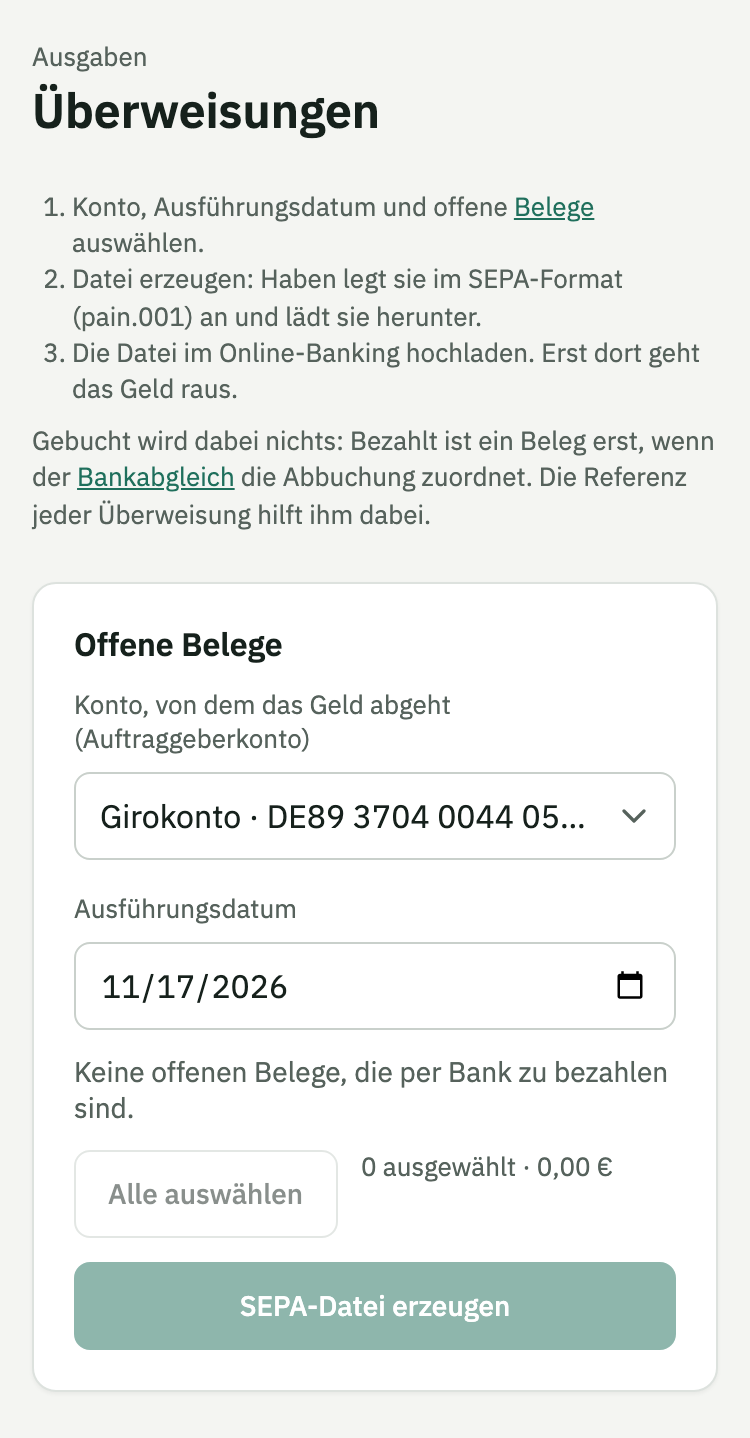 Ausgaben
Überweisungen
1. Konto, Ausführungsdatum und offene Belege
auswählen.
2. Datei erzeugen: Haben legt sie im SEPA-Format
(pain.001) an und lädt sie herunter.
3. Die Datei im Online-Banking hochladen. Erst dort geht
das Geld raus.
Gebucht wird dabei nichts: Bezahlt ist ein Beleg erst, wenn
der Bankabgleich die Abbuchung zuordnet. Die Referenz
jeder Überweisung hilft ihm dabei.
Offene Belege
Konto, von dem das Geld abgeht
(Auftraggeberkonto)
Girokonto · DE89 3704 0044 05...
Ausführungsdatum
11/17/2026
Keine offenen Belege, die per Bank zu bezahlen
sind.
Alle auswählen
0 ausgewählt · 0,00 €
SEPA-Datei erzeugen